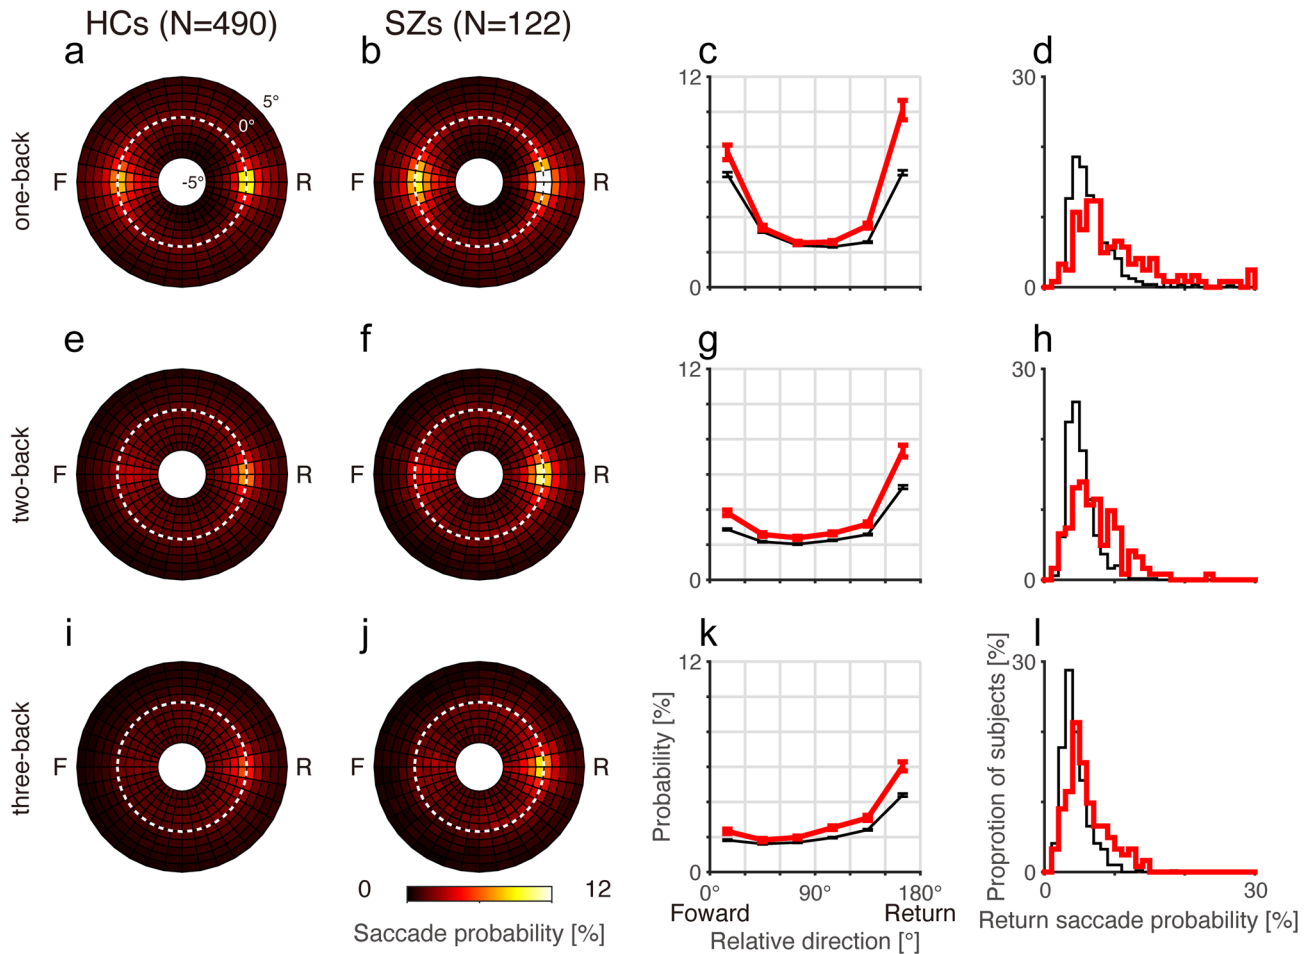 HCs (N=490)
SZs (N=122)
a
b
c
d
one-back
F
5°
0°
-5°
R
F
R
12
0
30
0
e
f
g
h
two-back
F
R
F
R
12
0
30
0
i
j
k
l
three-back
F
R
F
R
12
0
Probability [%]
0°
90°
180°
Foward
Return
Relative direction [°]
30
0
Proprotion of subjects [%]
0
30
Return saccade probability [%]
0
12
Saccade probability [%]